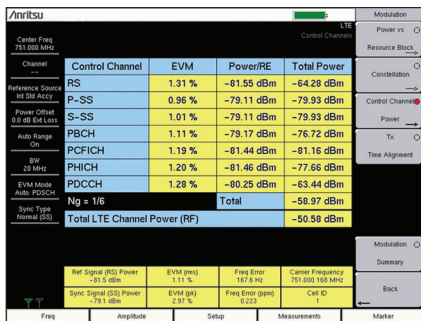 Anritsu
Modulation
LTE
Control Channels
Center Freq
751.000 MHz
Channel
--
Reference Source
Int Std Accy
Power Offset
0.0 dB Ext Loss
Auto Range
On
BW
20 MHz
EVM Mode
Auto: PDSCH
Sync Type
Normal (SS)
Control Channel EVM Power/RE Total Power
RS 1.31 % -81.55 dBm -64.28 dBm
P-SS 0.96 % -79.11 dBm -79.93 dBm
S-SS 1.01 % -79.11 dBm -79.93 dBm
PBCH 1.11 % -79.17 dBm -76.72 dBm
PCFICH 1.19 % -81.44 dBm -81.16 dBm
PHICH 1.20 % -81.46 dBm -77.66 dBm
PDCCH 1.28 % -80.25 dBm -63.44 dBm
Ng = 1/6 Total -58.97 dBm
Total LTE Channel Power (RF) -50.58 dBm
Ref Signal (RS) Power
-81.5 dBm
EVM (rms)
1.11 %
Freq Error
167.6 Hz
Carrier Frequency
751.000 168 MHz
Sync Signal (SS) Power
-79.1 dBm
EVM (pk)
2.97 %
Freq Error (ppm)
0.223
Cell ID
1
Power vs
Resource Block
Constellation
Control Channel
Power
Tx
Time Alignment
Modulation
Summary
Back
Freq Amplitude Setup Measurements Marker